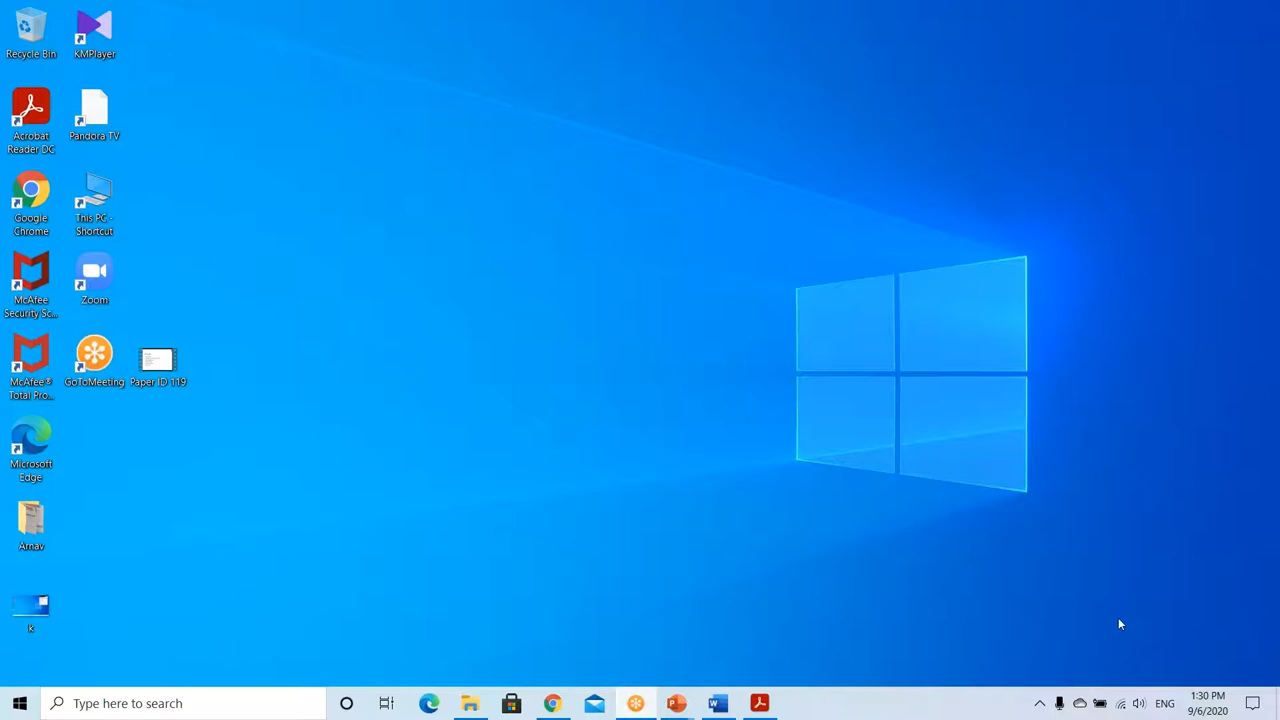 Recycle Bin
KMPlayer
Acrobat
Reader DC
Pandora TV
Google
Chrome
This PC -
Shortcut
McAfee
Security Sc...
Zoom
McAfee®
Total Pro...
GoToMeeting
Paper ID 119
Microsoft
Edge
Arnav
k
Type here to search
ENG
1:30 PM
9/6/2020